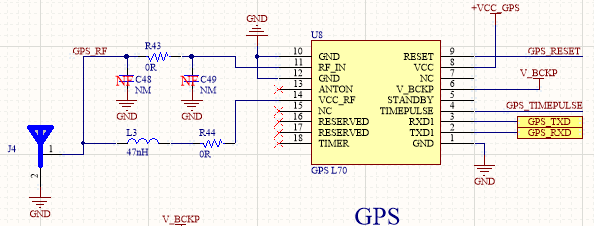 +VCC_GPS
GND
U8
GPS_RF
R43
0R
C48
NM
C49
NM
GND
GND
10 GND RESET 9 GPS_RESET
11 RF_IN VCC 8
12 GND NC 7 V_BCKP
13 ANTON V_BCKP 6
14 VCC_RF STANDBY 5
15 NC TIMEPULSE 4 GPS_TIMEPULSE
16 RESERVED RXD1 3 GPS_TXD
17 RESERVED TXD1 2 GPS_RXD
18 TIMER GND 1
GPS L70
GND
L3
47nH
R44
0R
J4
1
2
GND
V_BCKP
GPS